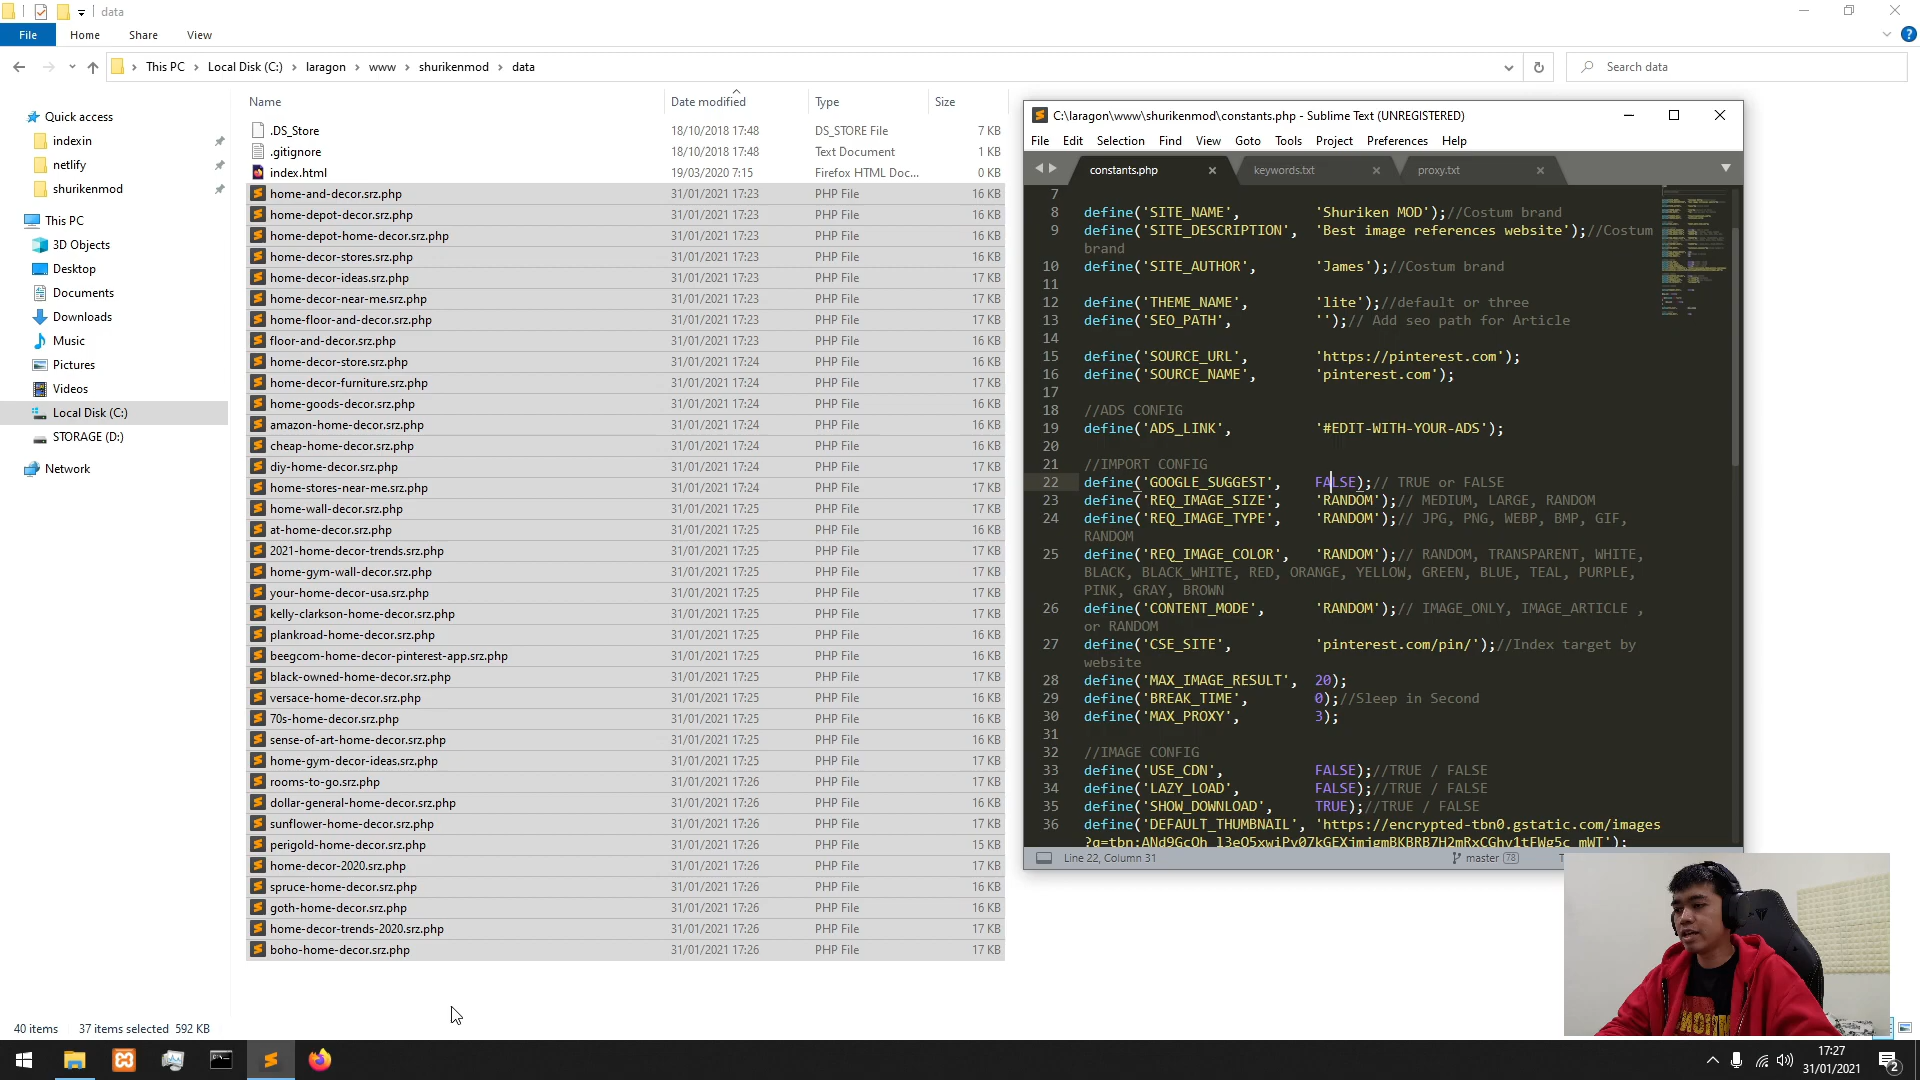 data
File
Home
Share
View
This PC
Local Disk (C:)
laragon
www
shurikenmod
data
Search data
Quick access
indexin
netlify
shurikenmod
This PC
3D Objects
Desktop
Documents
Downloads
Music
Pictures
Videos
Local Disk (C:)
STORAGE (D:)
Network
Name Date modified Type Size
.DS_Store 18/10/2018 17:48 DS_STORE File 7 KB
.gitignore 18/10/2018 17:48 Text Document 1 KB
index.html 19/03/2020 7:15 Firefox HTML Doc... 0 KB
home-and-decor.srz.php 31/01/2021 17:23 PHP File 16 KB
home-depot-decor.srz.php 31/01/2021 17:23 PHP File 16 KB
home-depot-home-decor.srz.php 31/01/2021 17:23 PHP File 16 KB
home-decor-stores.srz.php 31/01/2021 17:23 PHP File 16 KB
home-decor-ideas.srz.php 31/01/2021 17:23 PHP File 17 KB
home-decor-near-me.srz.php 31/01/2021 17:23 PHP File 17 KB
home-floor-and-decor.srz.php 31/01/2021 17:23 PHP File 16 KB
floor-and-decor.srz.php 31/01/2021 17:23 PHP File 16 KB
home-decor-store.srz.php 31/01/2021 17:24 PHP File 16 KB
home-decor-furniture.srz.php 31/01/2021 17:24 PHP File 17 KB
home-goods-decor.srz.php 31/01/2021 17:24 PHP File 16 KB
amazon-home-decor.srz.php 31/01/2021 17:24 PHP File 16 KB
cheap-home-decor.srz.php 31/01/2021 17:24 PHP File 16 KB
diy-home-decor.srz.php 31/01/2021 17:24 PHP File 16 KB
home-stores-near-me.srz.php 31/01/2021 17:24 PHP File 16 KB
home-wall-decor.srz.php 31/01/2021 17:25 PHP File 17 KB
at-home-decor.srz.php 31/01/2021 17:25 PHP File 16 KB
2021-home-decor-trends.srz.php 31/01/2021 17:25 PHP File 17 KB
home-gym-wall-decor.srz.php 31/01/2021 17:25 PHP File 17 KB
your-home-decor-usa.srz.php 31/01/2021 17:25 PHP File 17 KB
kelly-clarkson-home-decor.srz.php 31/01/2021 17:25 PHP File 17 KB
plankroad-home-decor.srz.php 31/01/2021 17:25 PHP File 17 KB
beegcom-home-decor-pinterest-app.srz.php 31/01/2021 17:25 PHP File 16 KB
black-owned-home-decor.srz.php 31/01/2021 17:25 PHP File 17 KB
versace-home-decor.srz.php 31/01/2021 17:25 PHP File 16 KB
70s-home-decor.srz.php 31/01/2021 17:25 PHP File 16 KB
sense-of-art-home-decor.srz.php 31/01/2021 17:25 PHP File 16 KB
home-gym-decor-ideas.srz.php 31/01/2021 17:25 PHP File 17 KB
rooms-to-go.srz.php 31/01/2021 17:26 PHP File 17 KB
dollar-general-home-decor.srz.php 31/01/2021 17:26 PHP File 16 KB
sunflower-home-decor.srz.php 31/01/2021 17:26 PHP File 17 KB
perigold-home-decor.srz.php 31/01/2021 17:26 PHP File 15 KB
home-decor-2020.srz.php 31/01/2021 17:26 PHP File 17 KB
spruce-home-decor.srz.php 31/01/2021 17:26 PHP File 16 KB
goth-home-decor.srz.php 31/01/2021 17:26 PHP File 16 KB
home-decor-trends-2020.srz.php 31/01/2021 17:26 PHP File 17 KB
boho-home-decor.srz.php 31/01/2021 17:26 PHP File 17 KB
40 items 37 items selected 592 KB
C:\laragon\www\shurikenmod\constants.php - Sublime Text (UNREGISTERED)
File Edit Selection Find View Goto Tools Project Preferences Help
constants.php keywords.txt proxy.txt
7
8 define('SITE_NAME', 'Shuriken MOD');//Costum brand
9 define('SITE_DESCRIPTION', 'Best image references website');//Costum
brand
10 define('SITE_AUTHOR', 'James');//Costum brand
11
12 define('THEME_NAME', 'lite');//default or three
13 define('SEO_PATH', '');// Add seo path for Article
14
15 define('SOURCE_URL', 'https://pinterest.com');
16 define('SOURCE_NAME', 'pinterest.com');
17
18 //ADS CONFIG
19 define('ADS_LINK', '#EDIT-WITH-YOUR-ADS');
20
21 //IMPORT CONFIG
22 define('GOOGLE_SUGGEST', FALSE);// TRUE or FALSE
23 define('REQ_IMAGE_SIZE', 'RANDOM');// MEDIUM, LARGE, RANDOM
24 define('REQ_IMAGE_TYPE', 'RANDOM');// JPG, PNG, WEBP, BMP, GIF,
RANDOM
25 define('REQ_IMAGE_COLOR', 'RANDOM');// RANDOM, TRANSPARENT, WHITE,
BLACK, BLACK_WHITE, RED, ORANGE, YELLOW, GREEN, BLUE, TEAL, PURPLE,
PINK, GRAY, BROWN
26 define('CONTENT_MODE', 'RANDOM');// IMAGE_ONLY, IMAGE_ARTICLE ,
or RANDOM
27 define('CSE_SITE', 'pinterest.com/pin/');//Index target by
website
28 define('MAX_IMAGE_RESULT', 20);
29 define('BREAK_TIME', 0);//Sleep in Second
30 define('MAX_PROXY', 3);
31
32 //IMAGE CONFIG
33 define('USE_CDN', FALSE);//TRUE / FALSE
34 define('LAZY_LOAD', FALSE);//TRUE / FALSE
35 define('SHOW_DOWNLOAD', TRUE);//TRUE / FALSE
36 define('DEFAULT_THUMBNAIL', 'https://encrypted-tbn0.gstatic.com/images
Line 22, Column 31
master 78
17:27
31/01/2021
2